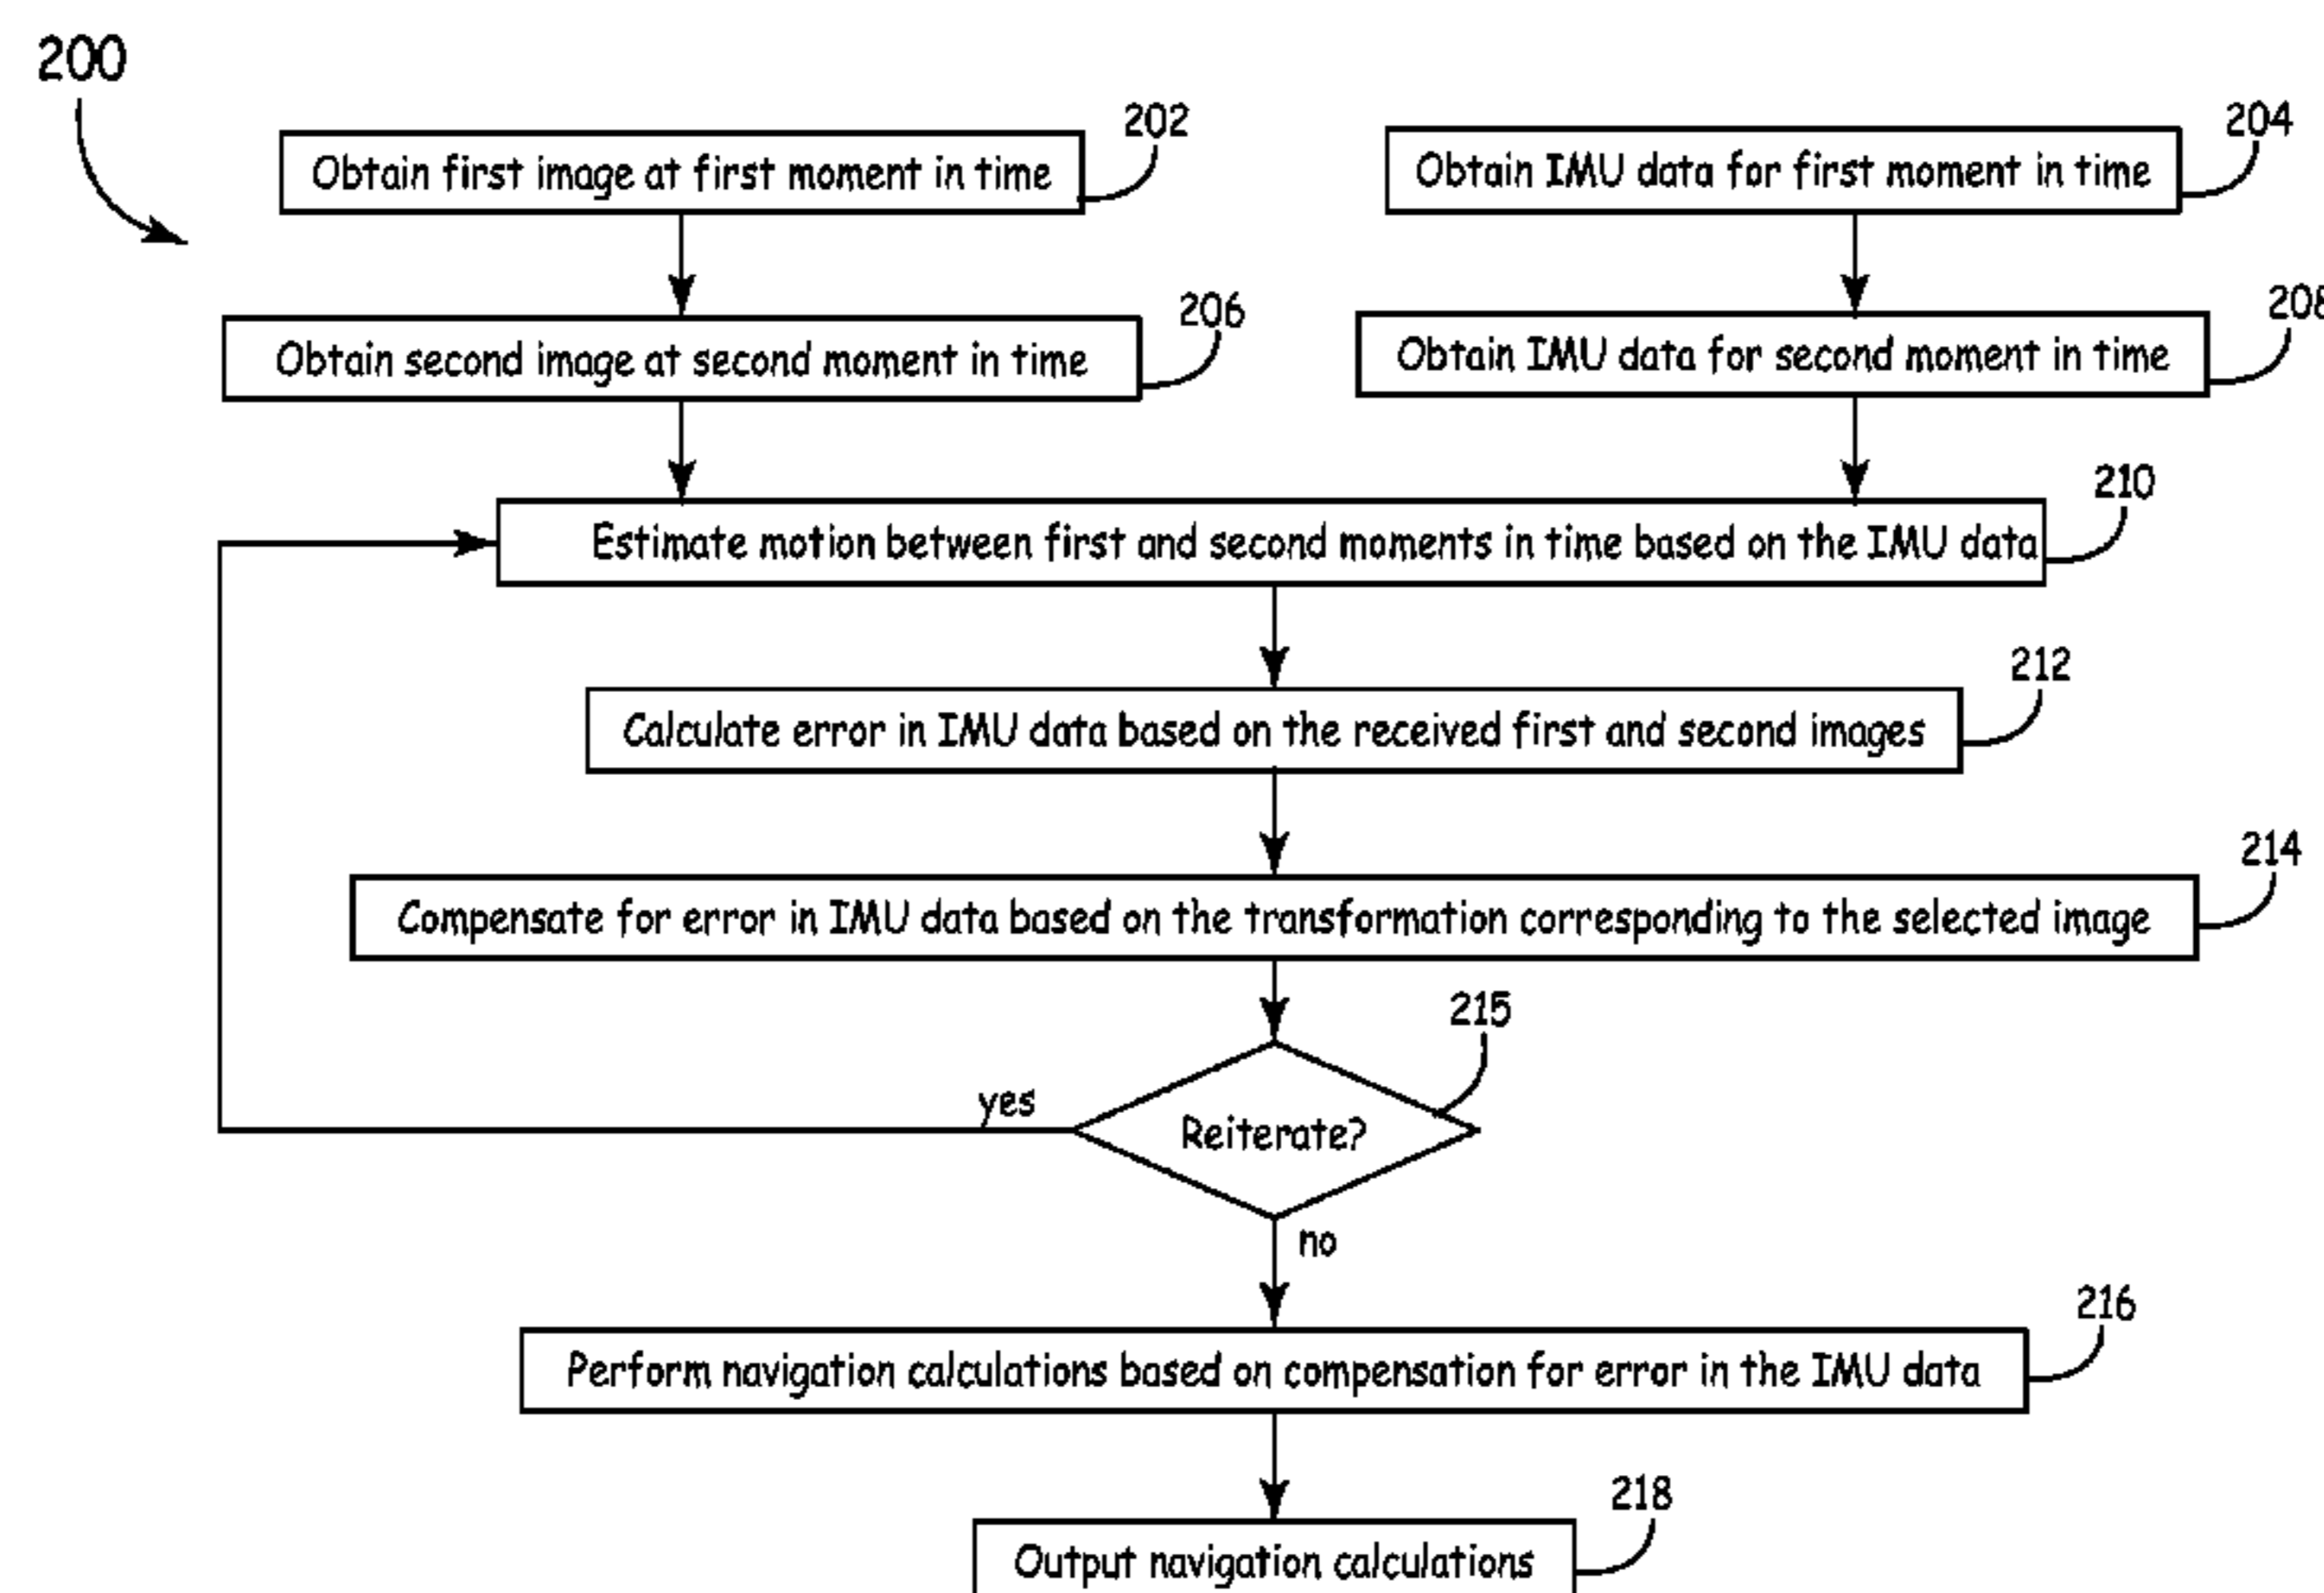 200
202
Obtain first image at first moment in time
204
Obtain IMU data for first moment in time
206
Obtain second image at second moment in time
208
Obtain IMU data for second moment in time
210
Estimate motion between first and second moments in time based on the IMU data
212
Calculate error in IMU data based on the received first and second images
214
Compensate for error in IMU data based on the transformation corresponding to the selected image
215
yes
Reiterate?
no
216
Perform navigation calculations based on compensation for error in the IMU data
218
Output navigation calculations